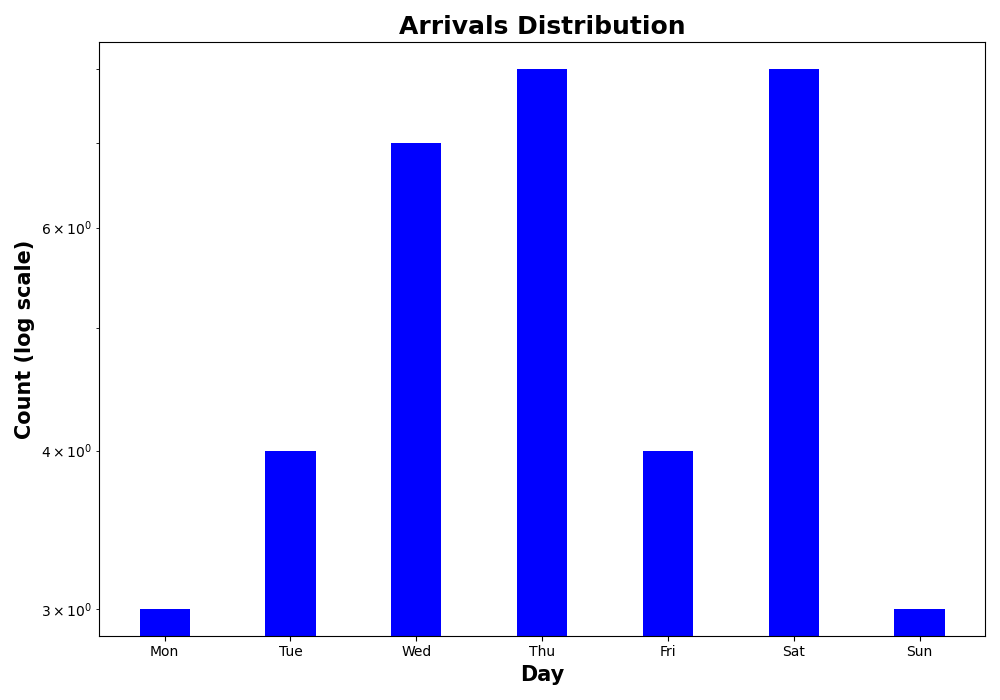 Arrivals Distribution
Count (log scale)
6 × 10⁰
4 × 10⁰
3 × 10⁰
Mon Tue Wed Thu Fri Sat Sun
Day